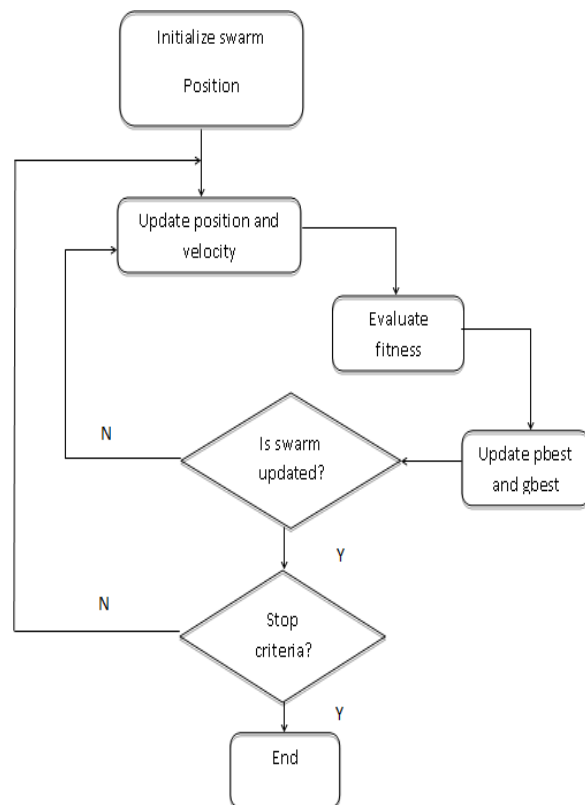 Initialize swarm
Position
Update position and
velocity
Evaluate
fitness
Update pbest
and gbest
Is swarm
updated?
N
Y
Stop
criteria?
N
Y
End